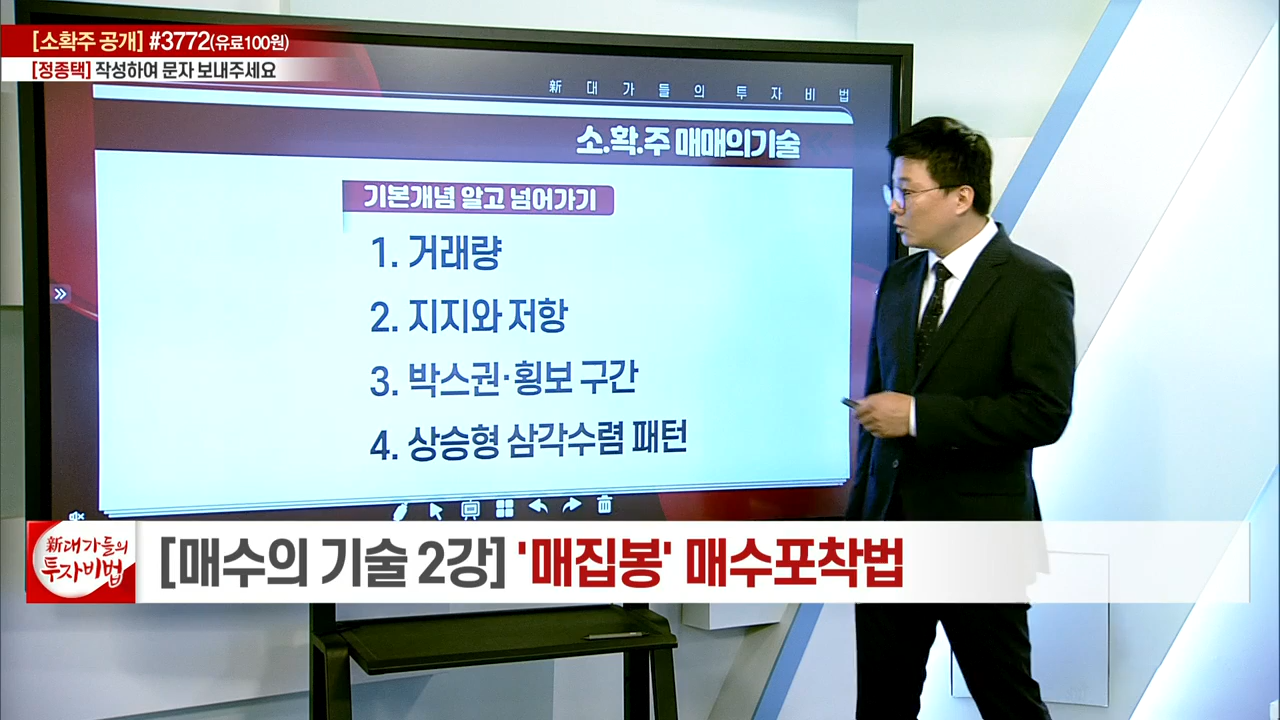 [소확주 공개] #3772(유료100원)
[정종택] 작성하여 문자 보내주세요
新 대 가 들 의 투 자 비 법
소.확.주 매매의기술
기본개념 알고 넘어가기
1. 거래량
2. 지지와 저항
3. 박스권·횡보 구간
4. 상승형 삼각수렴 패턴
新대가들의
투자비법
[매수의 기술 2강] '매집봉' 매수포착법